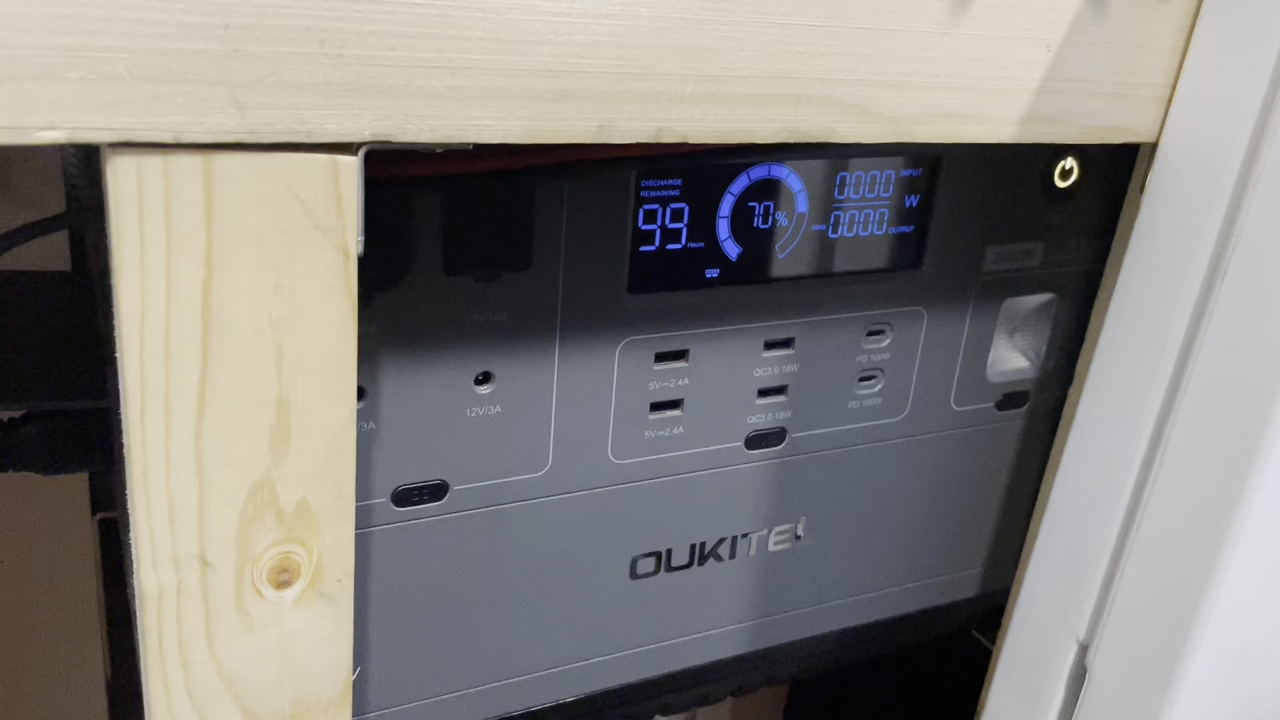 DISCHARGE
REMAINING
99 Hours
70%
0000 INPUT
W
0000 OUTPUT
12V/3A
/3A
5V⎓2.4A
QC3.0 18W
PD 100W
5V⎓2.4A
QC3.0 18W
PD 100W
OUKITEL